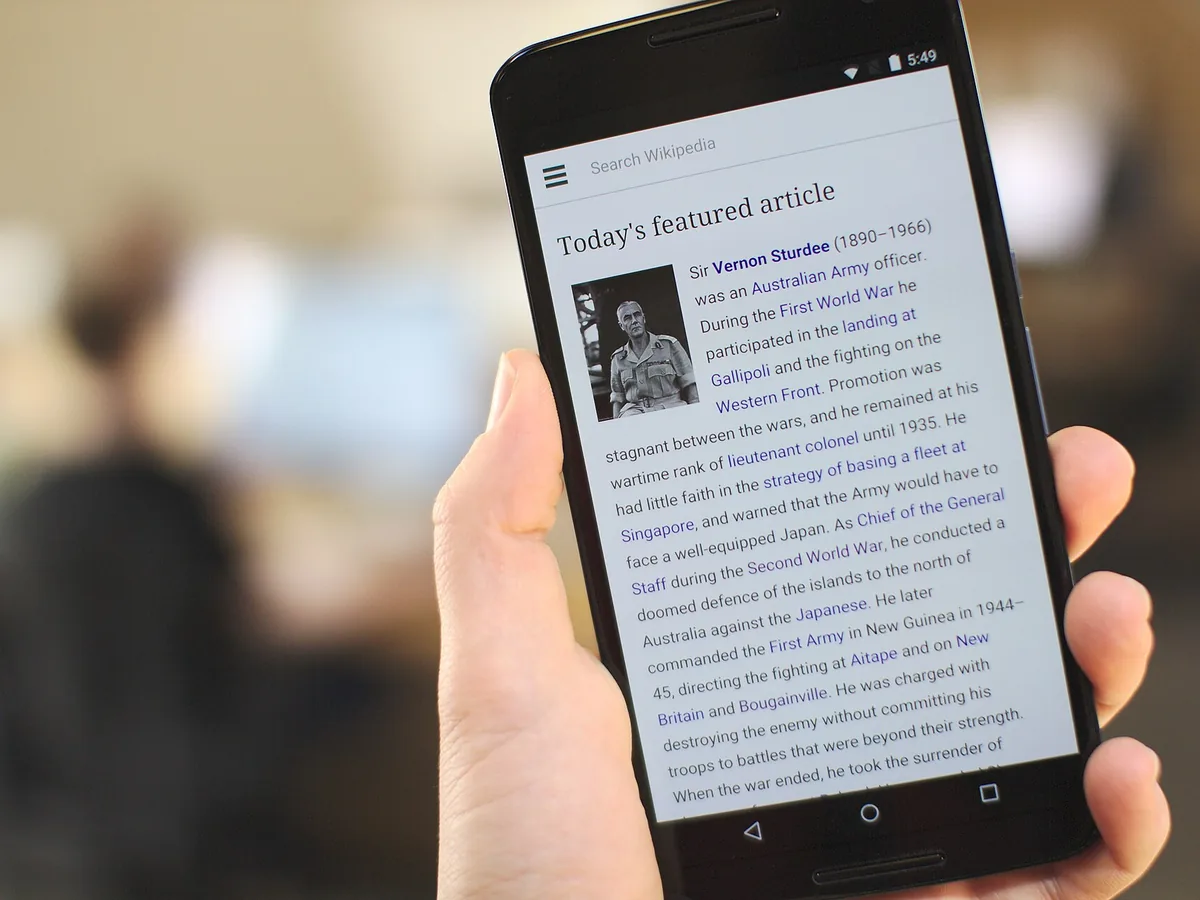 5:49
Search Wikipedia
Today's featured article
Sir Vernon Sturdee (1890–1966)
was an Australian Army officer.
During the First World War he
participated in the landing at
Gallipoli and the fighting on the
Western Front. Promotion was
stagnant between the wars, and he remained at his
wartime rank of lieutenant colonel until 1935. He
had little faith in the strategy of basing a fleet at
Singapore, and warned that the Army would have to
face a well-equipped Japan. As Chief of the General
Staff during the Second World War, he conducted a
doomed defence of the islands to the north of
Australia against the Japanese. He later
commanded the First Army in New Guinea in 1944–
45, directing the fighting at Aitape and on New
Britain and Bougainville. He was charged with
destroying the enemy without committing his
troops to battles that were beyond their strength.
When the war ended, he took the surrender of